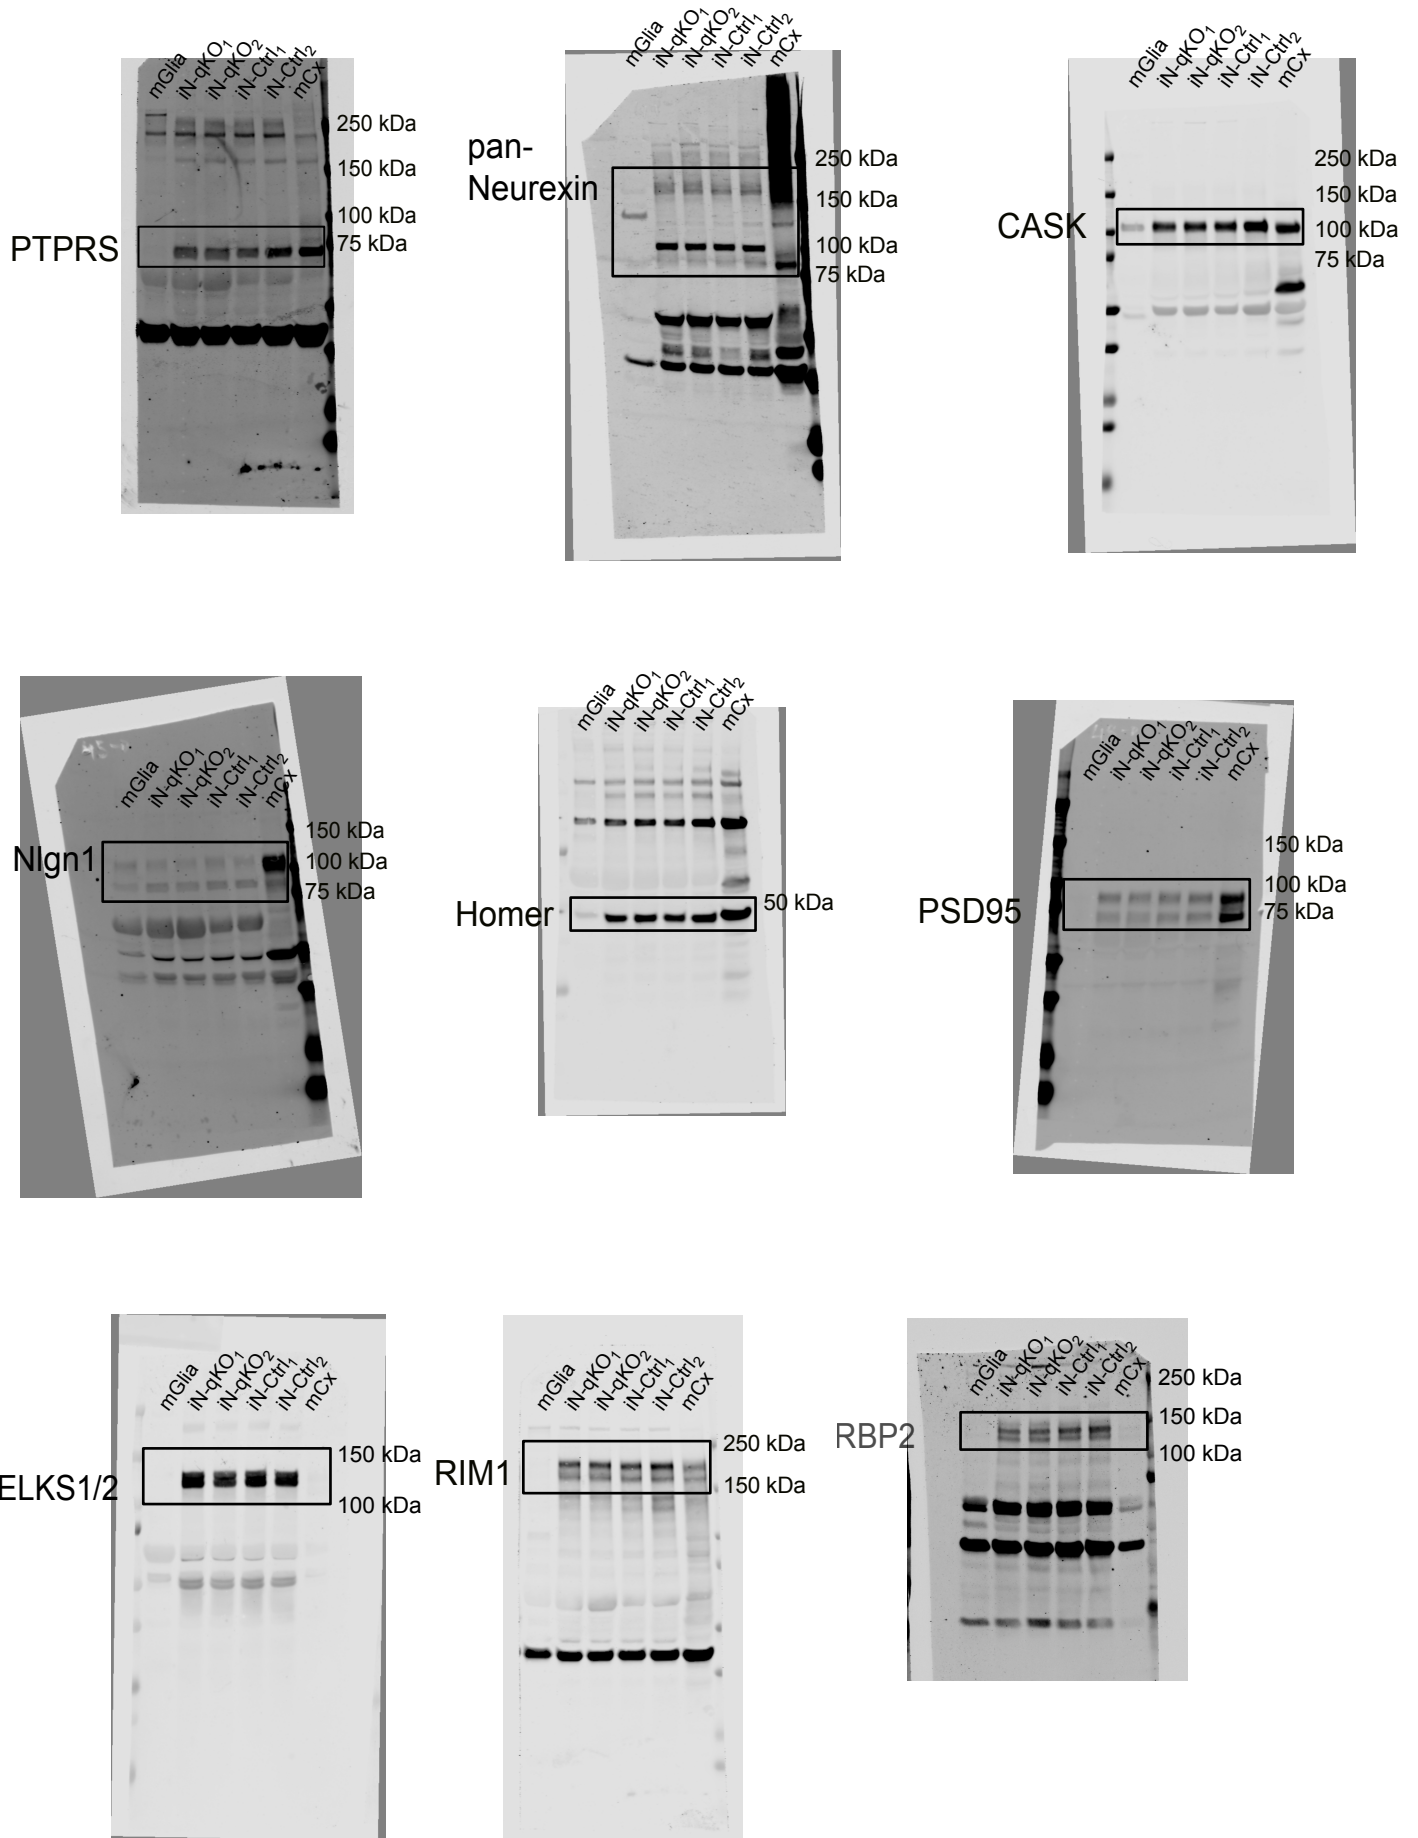 mGlia iN-qKO1 iN-qKO2 iN-Ctrl1 iN-Ctrl2 mCx
250 kDa
150 kDa
100 kDa
75 kDa
PTPRS
mGlia iN-qKO1 iN-qKO2 iN-Ctrl1 iN-Ctrl2 mCx
pan-
Neurexin
250 kDa
150 kDa
100 kDa
75 kDa
mGlia iN-qKO1 iN-qKO2 iN-Ctrl1 iN-Ctrl2 mCx
250 kDa
150 kDa
CASK
100 kDa
75 kDa
mGlia iN-qKO1 iN-qKO2 iN-Ctrl1 iN-Ctrl2 mCx
150 kDa
Nlgn1
100 kDa
75 kDa
mGlia iN-qKO1 iN-qKO2 iN-Ctrl1 iN-Ctrl2 mCx
50 kDa
Homer
mGlia iN-qKO1 iN-qKO2 iN-Ctrl1 iN-Ctrl2 mCx
150 kDa
100 kDa
PSD95
75 kDa
mGlia iN-qKO1 iN-qKO2 iN-Ctrl1 iN-Ctrl2 mCx
150 kDa
ELKS1/2
100 kDa
mGlia iN-qKO1 iN-qKO2 iN-Ctrl1 iN-Ctrl2 mCx
250 kDa
RIM1
150 kDa
mGlia iN-qKO1 iN-qKO2 iN-Ctrl1 iN-Ctrl2 mCx
250 kDa
150 kDa
RBP2
100 kDa